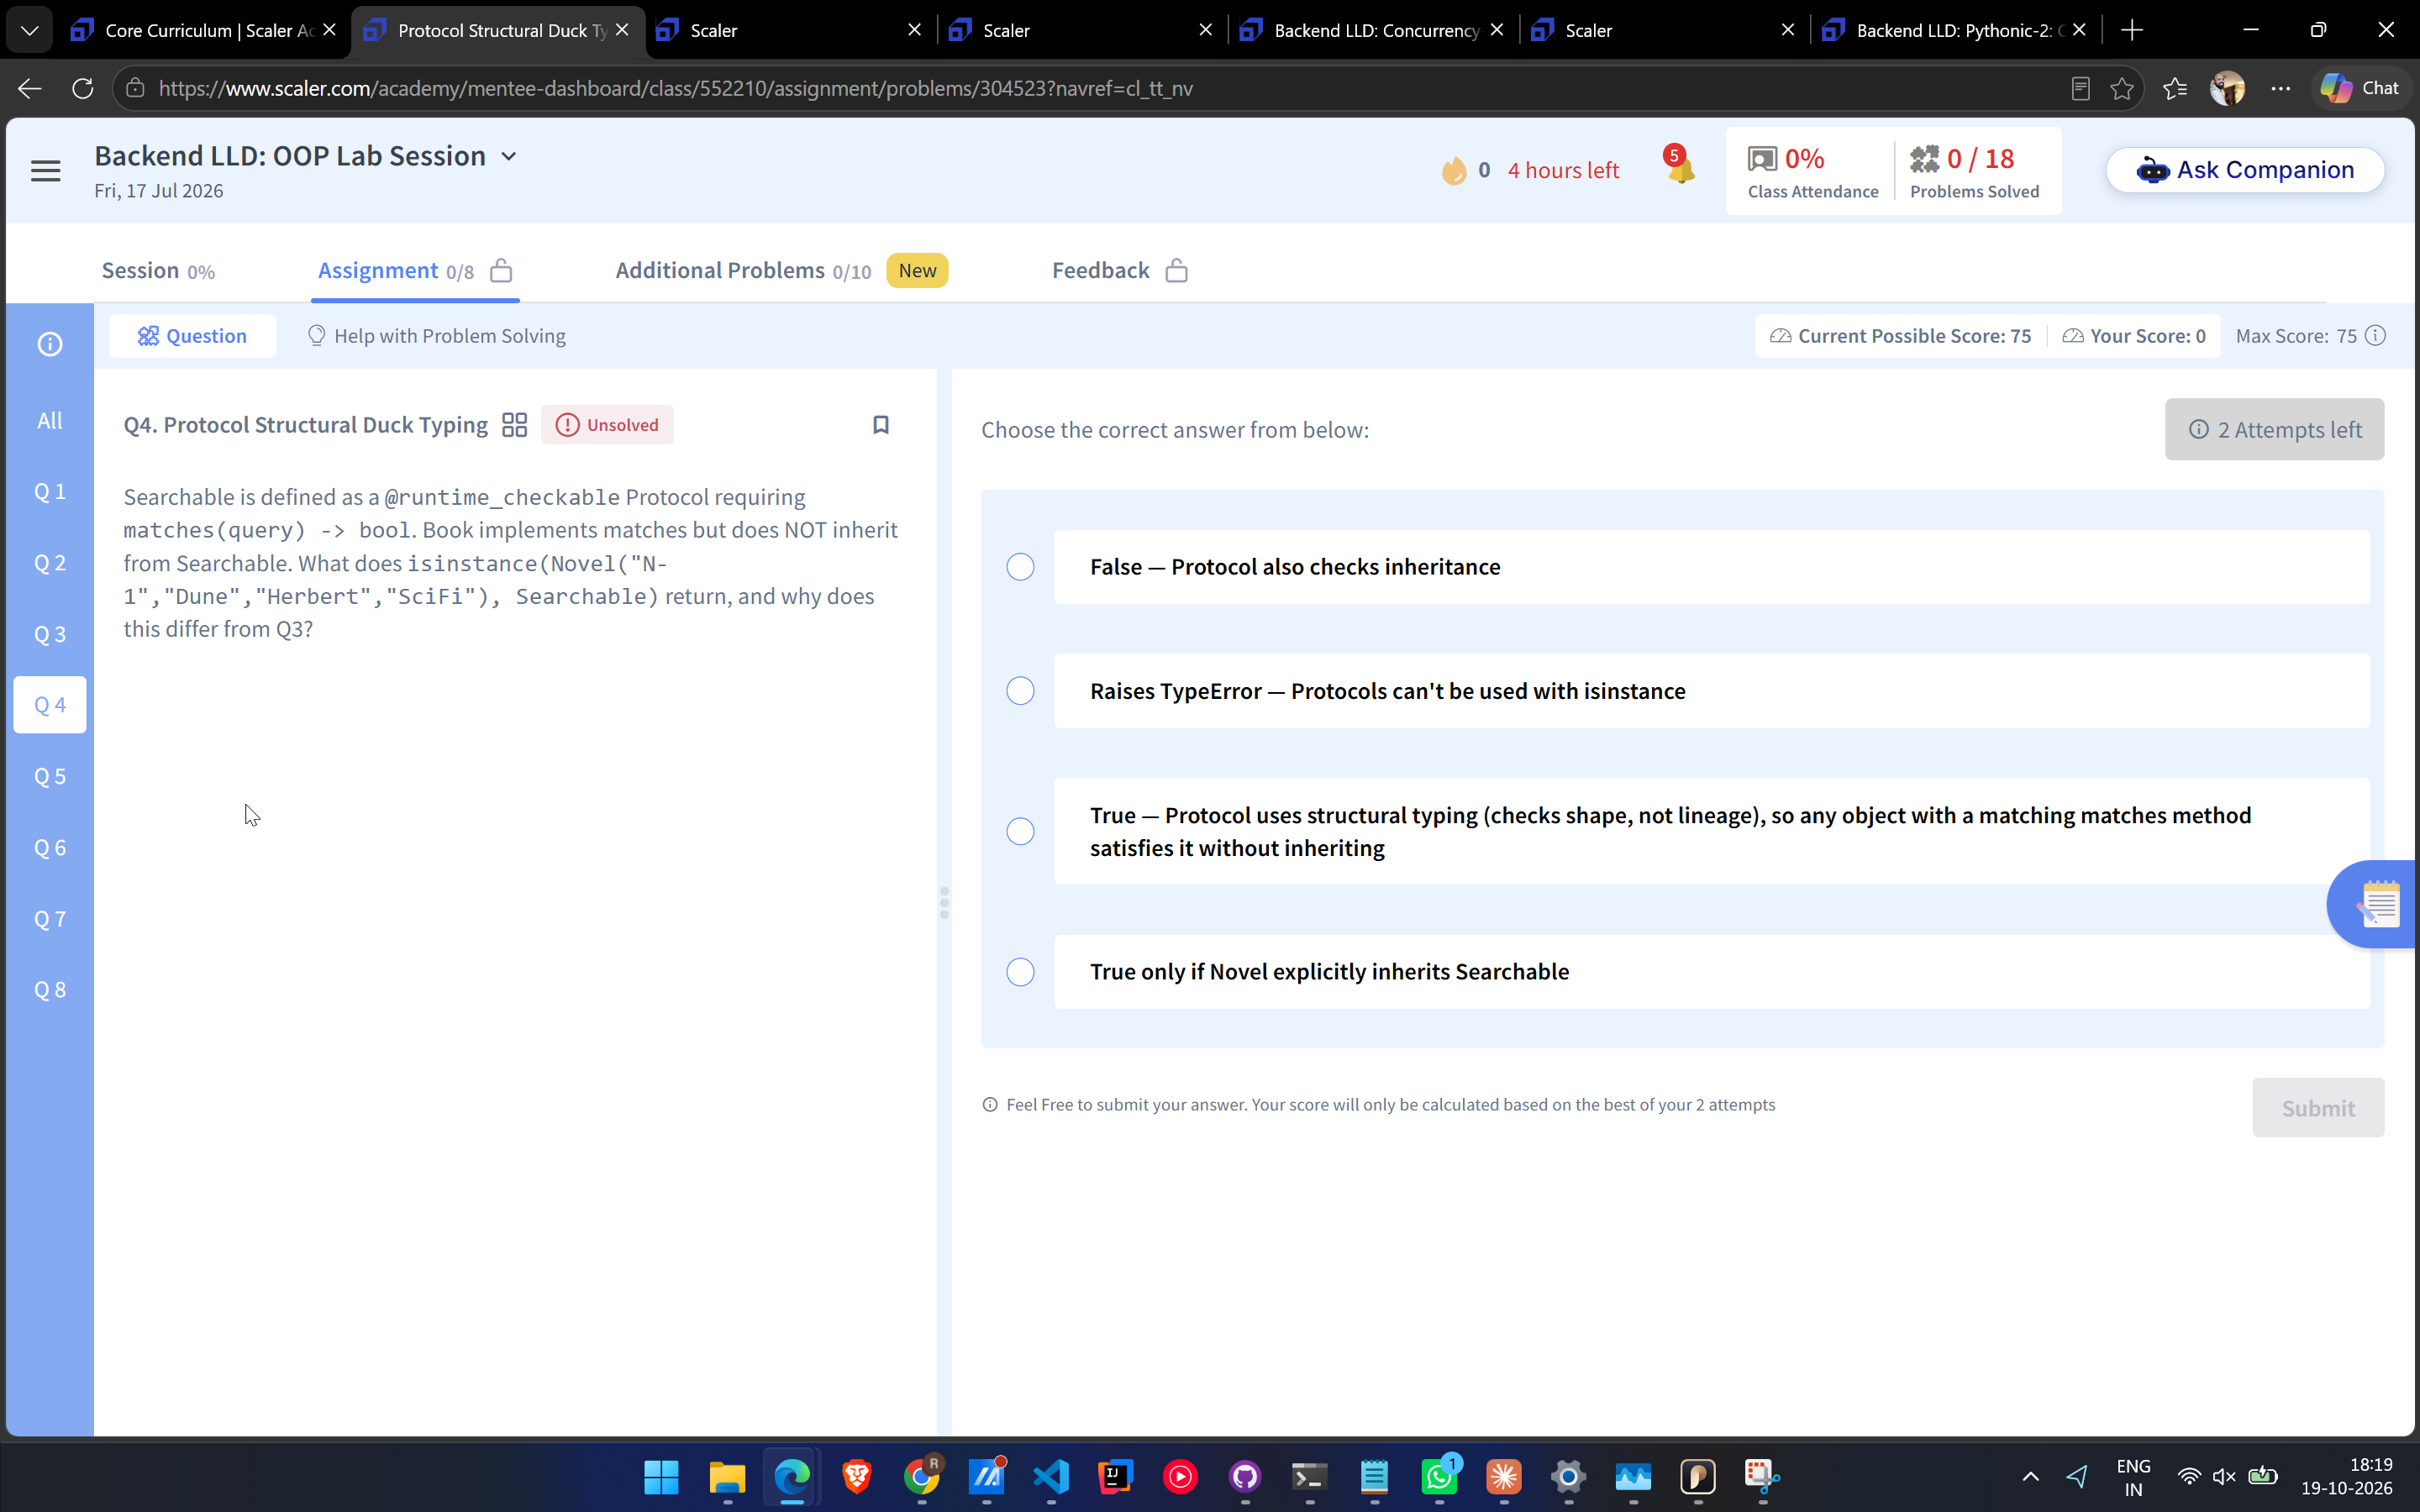 Core Curriculum | Scaler Ac
Protocol Structural Duck Ty
Scaler
Scaler
Backend LLD: Concurrency
Scaler
Backend LLD: Pythonic-2: C
https://www.scaler.com/academy/mentee-dashboard/class/552210/assignment/problems/304523?navref=cl_tt_nv
Chat
Backend LLD: OOP Lab Session
Fri, 17 Jul 2026
0 4 hours left
5
0%
Class Attendance
0 / 18
Problems Solved
Ask Companion
Session 0%
Assignment 0/8
Additional Problems 0/10 New
Feedback
Question
Help with Problem Solving
Current Possible Score: 75
Your Score: 0
Max Score: 75
All
Q 1
Q 2
Q 3
Q 4
Q 5
Q 6
Q 7
Q 8
Q4. Protocol Structural Duck Typing
Unsolved
Searchable is defined as a @runtime_checkable Protocol requiring
matches(query) -> bool. Book implements matches but does NOT inherit
from Searchable. What does isinstance(Novel("N-
1","Dune","Herbert","SciFi"), Searchable) return, and why does
this differ from Q3?
Choose the correct answer from below:
2 Attempts left
False — Protocol also checks inheritance
Raises TypeError — Protocols can't be used with isinstance
True — Protocol uses structural typing (checks shape, not lineage), so any object with a matching matches method
satisfies it without inheriting
True only if Novel explicitly inherits Searchable
Feel Free to submit your answer. Your score will only be calculated based on the best of your 2 attempts
Submit
R
IJ
1
ENG
IN
18:19
19-10-2026